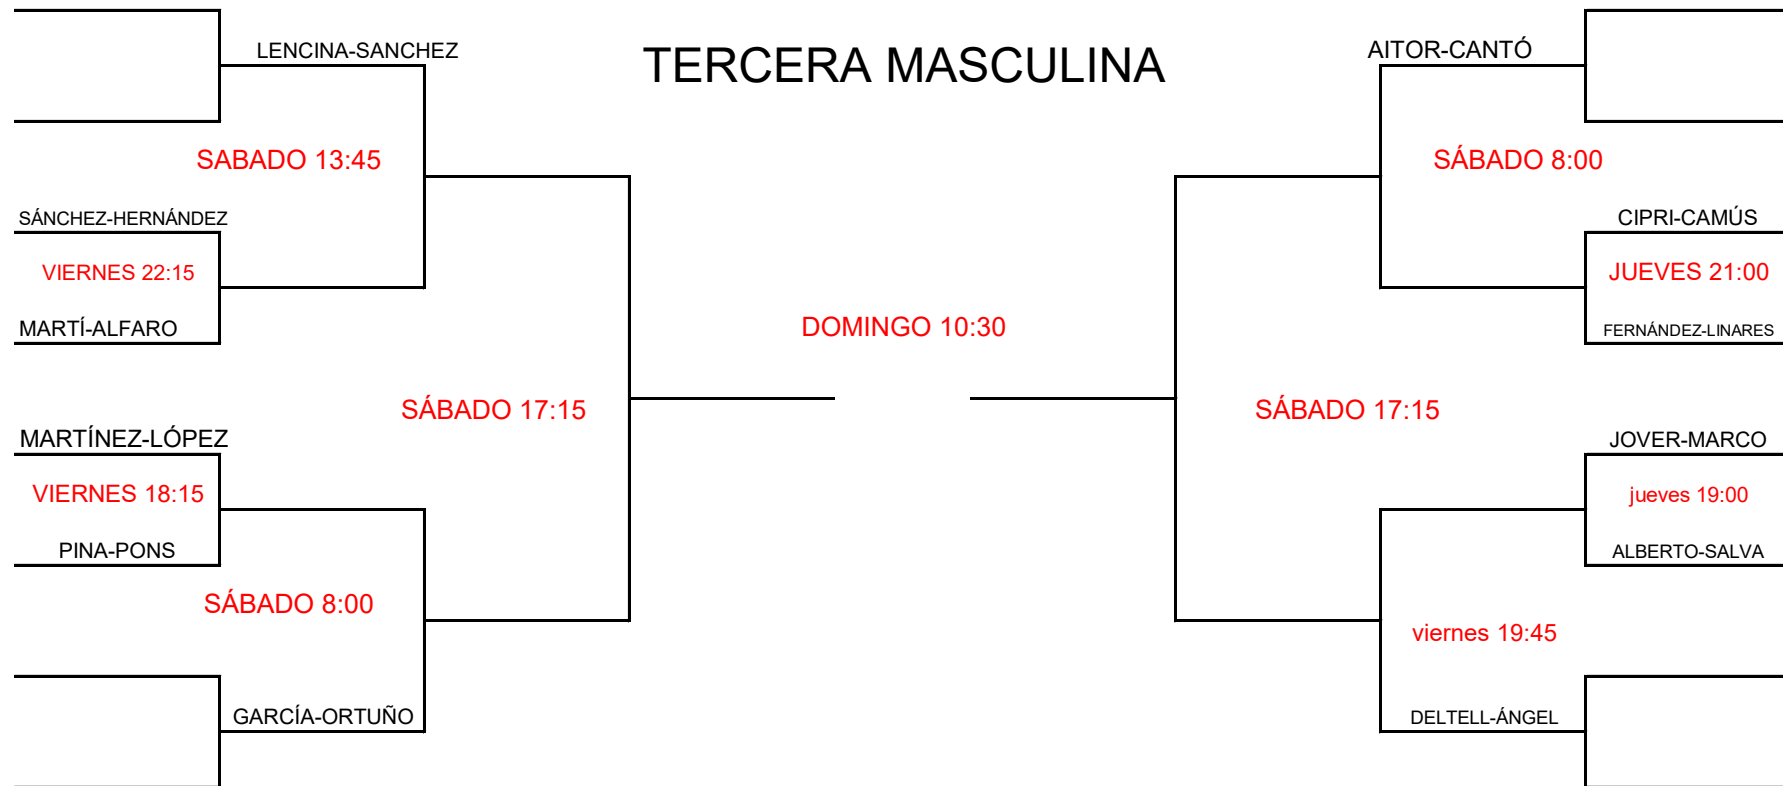 LENCINA-SANCHEZ
TERCERA MASCULINA
AITOR-CANTÓ
SABADO 13:45
SÁBADO 8:00
SÁNCHEZ-HERNÁNDEZ
CIPRI-CAMÚS
VIERNES 22:15
JUEVES 21:00
MARTÍ-ALFARO
DOMINGO 10:30
FERNÁNDEZ-LINARES
SÁBADO 17:15
SÁBADO 17:15
MARTÍNEZ-LÓPEZ
JOVER-MARCO
VIERNES 18:15
jueves 19:00
PINA-PONS
ALBERTO-SALVA
SÁBADO 8:00
viernes 19:45
GARCÍA-ORTUÑO
DELTELL-ÁNGEL